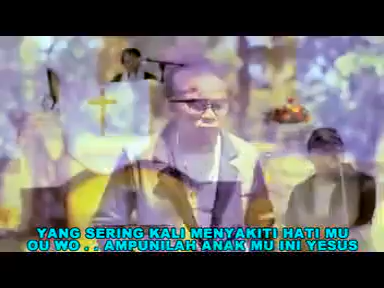 YANG SERING KALI MENYAKITI HATI MU
OU WO . . AMPUNILAH ANAK MU INI YESUS